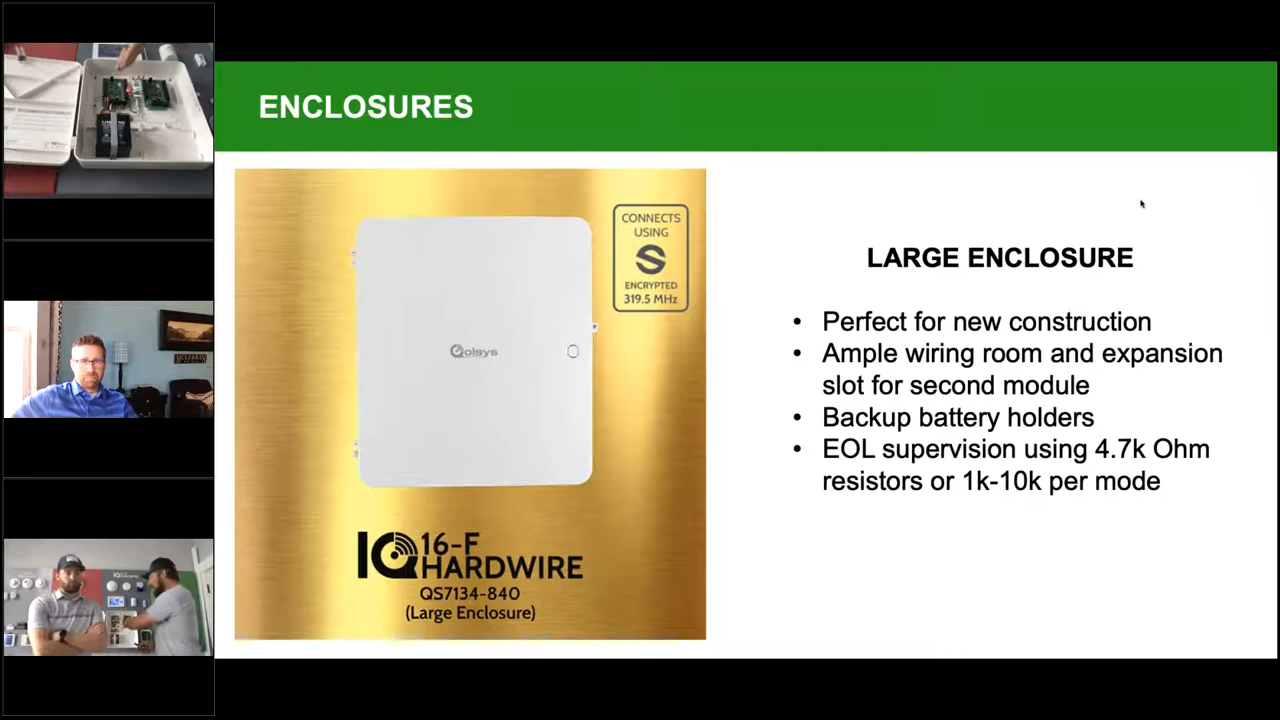 ENCLOSURES
CONNECTS
USING
ENCRYPTED
319.5 MHz
Qolsys
IQ 16-F
HARDWIRE
QS7134-840
(Large Enclosure)
LARGE ENCLOSURE
• Perfect for new construction
• Ample wiring room and expansion
slot for second module
• Backup battery holders
• EOL supervision using 4.7k Ohm
resistors or 1k-10k per mode